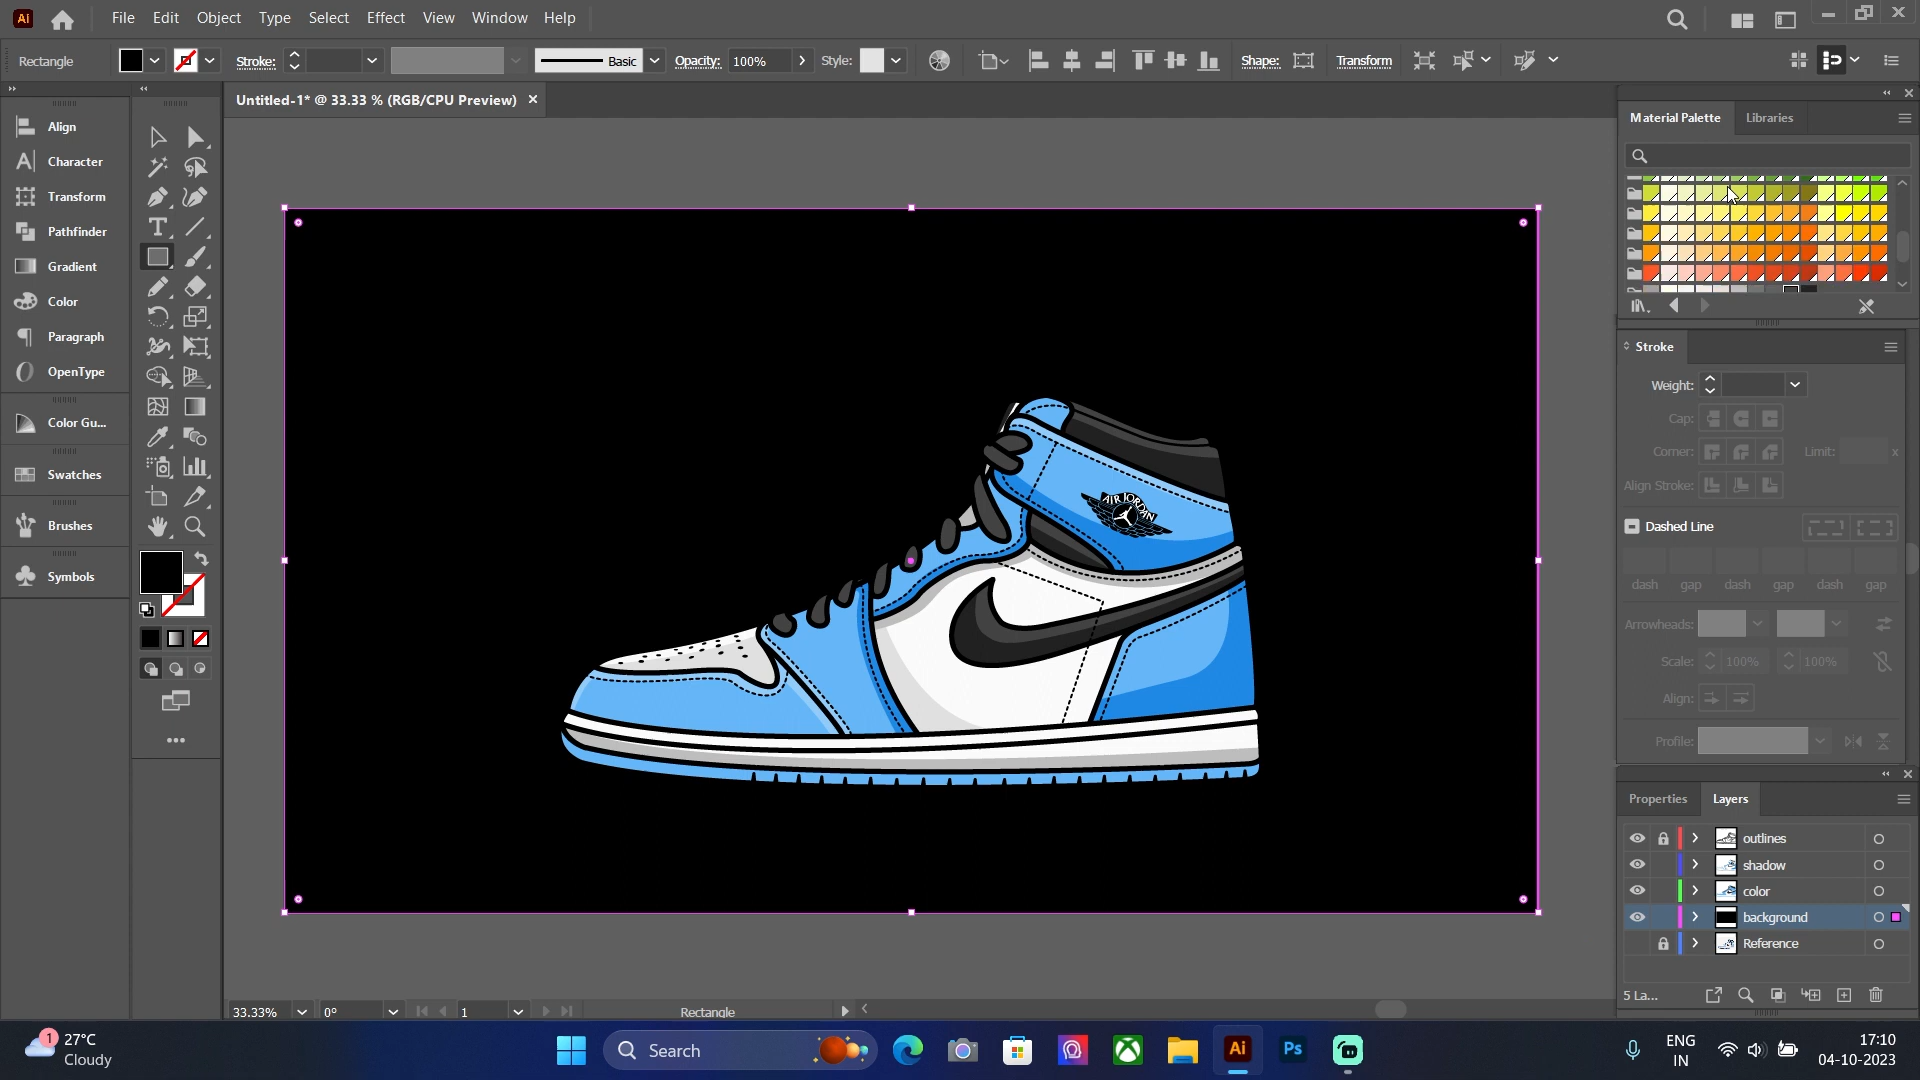 Ai File Edit Object Type Select Effect View Window Help
Rectangle Stroke: Basic Opacity: 100% Style: Shape: Transform
Untitled-1* @ 33.33 % (RGB/CPU Preview)
Align
Character
Transform
Pathfinder
Gradient
Color
Paragraph
OpenType
Color Gu...
Swatches
Brushes
Symbols
AIR JORDAN
Material Palette Libraries
Stroke
Weight:
Cap:
Corner: Limit: x
Align Stroke:
Dashed Line
dash gap dash gap dash gap
Arrowheads:
Scale: 100% 100%
Align:
Profile:
Properties Layers
outlines
shadow
color
background
Reference
5 La...
33.33% 0° 1 Rectangle
1 27°C
Cloudy
Search
Ai Ps
ENG
IN
17:10
04-10-2023